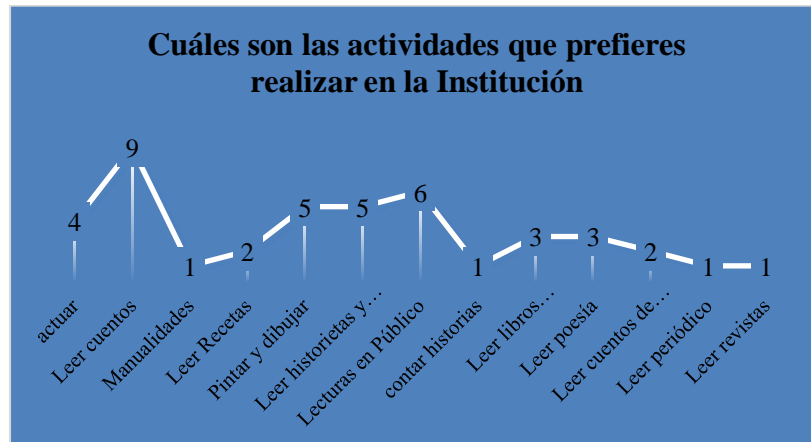 Cuáles son las actividades que prefieres
realizar en la Institución
4
9
1
2
5
5
6
1
3
3
2
1
1
actuar
Leer cuentos
Manualidades
Leer Recetas
Pintar y dibujar
Leer historietas y…
Lecturas en Público
contar historias
Leer libros…
Leer poesía
Leer cuentos de…
Leer periódico
Leer revistas